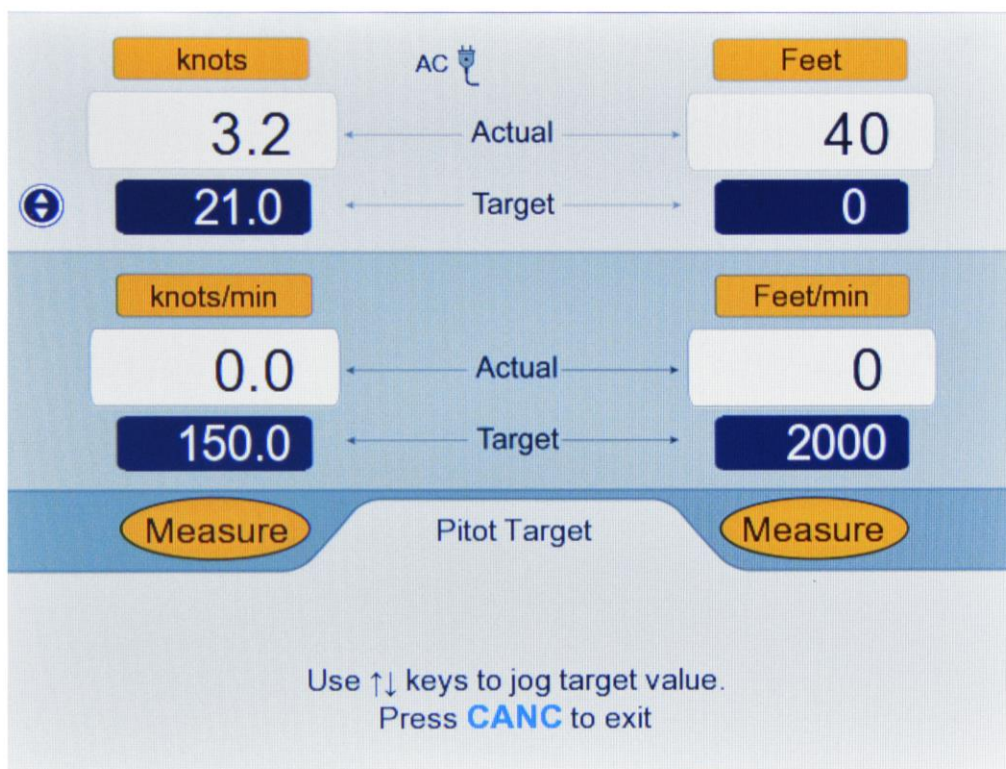 knots AC Feet
3.2 Actual 40
21.0 Target 0
knots/min Feet/min
0.0 Actual 0
150.0 Target 2000
Measure Pitot Target Measure
Use ↑↓ keys to jog target value.
Press CANC to exit